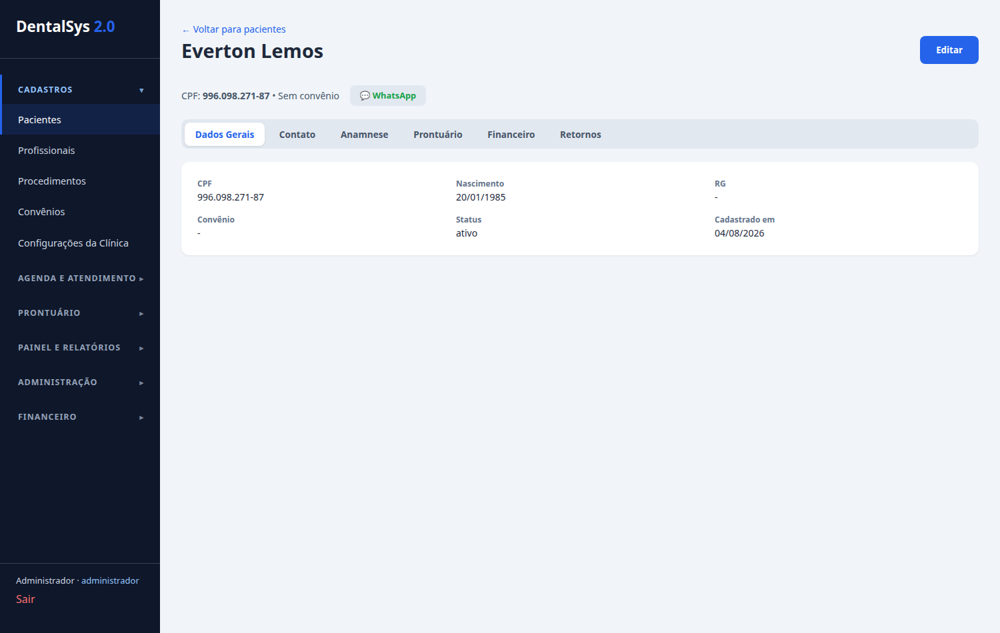 DentalSys 2.0
CADASTROS ▾
Pacientes
Profissionais
Procedimentos
Convênios
Configurações da Clínica
AGENDA E ATENDIMENTO ▸
PRONTUÁRIO ▸
PAINEL E RELATÓRIOS ▸
ADMINISTRAÇÃO ▸
FINANCEIRO ▸
Administrador · administrador
Sair
← Voltar para pacientes
Everton Lemos
Editar
CPF: 996.098.271-87 • Sem convênio 💬 WhatsApp
Dados Gerais Contato Anamnese Prontuário Financeiro Retornos
CPF Nascimento RG
996.098.271-87 20/01/1985 -
Convênio Status Cadastrado em
- ativo 04/08/2026